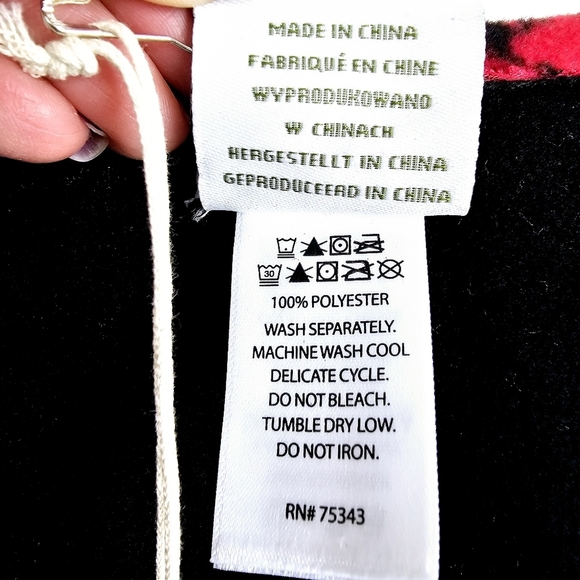 MADE IN CHINA
FABRIQUÉ EN CHINE
WYPRODUKOWANO
W CHINACH
HERGESTELLT IN CHINA
GEPRODUCEERD IN CHINA
30
100% POLYESTER
WASH SEPARATELY.
MACHINE WASH COOL
DELICATE CYCLE.
DO NOT BLEACH.
TUMBLE DRY LOW.
DO NOT IRON.
RN# 75343